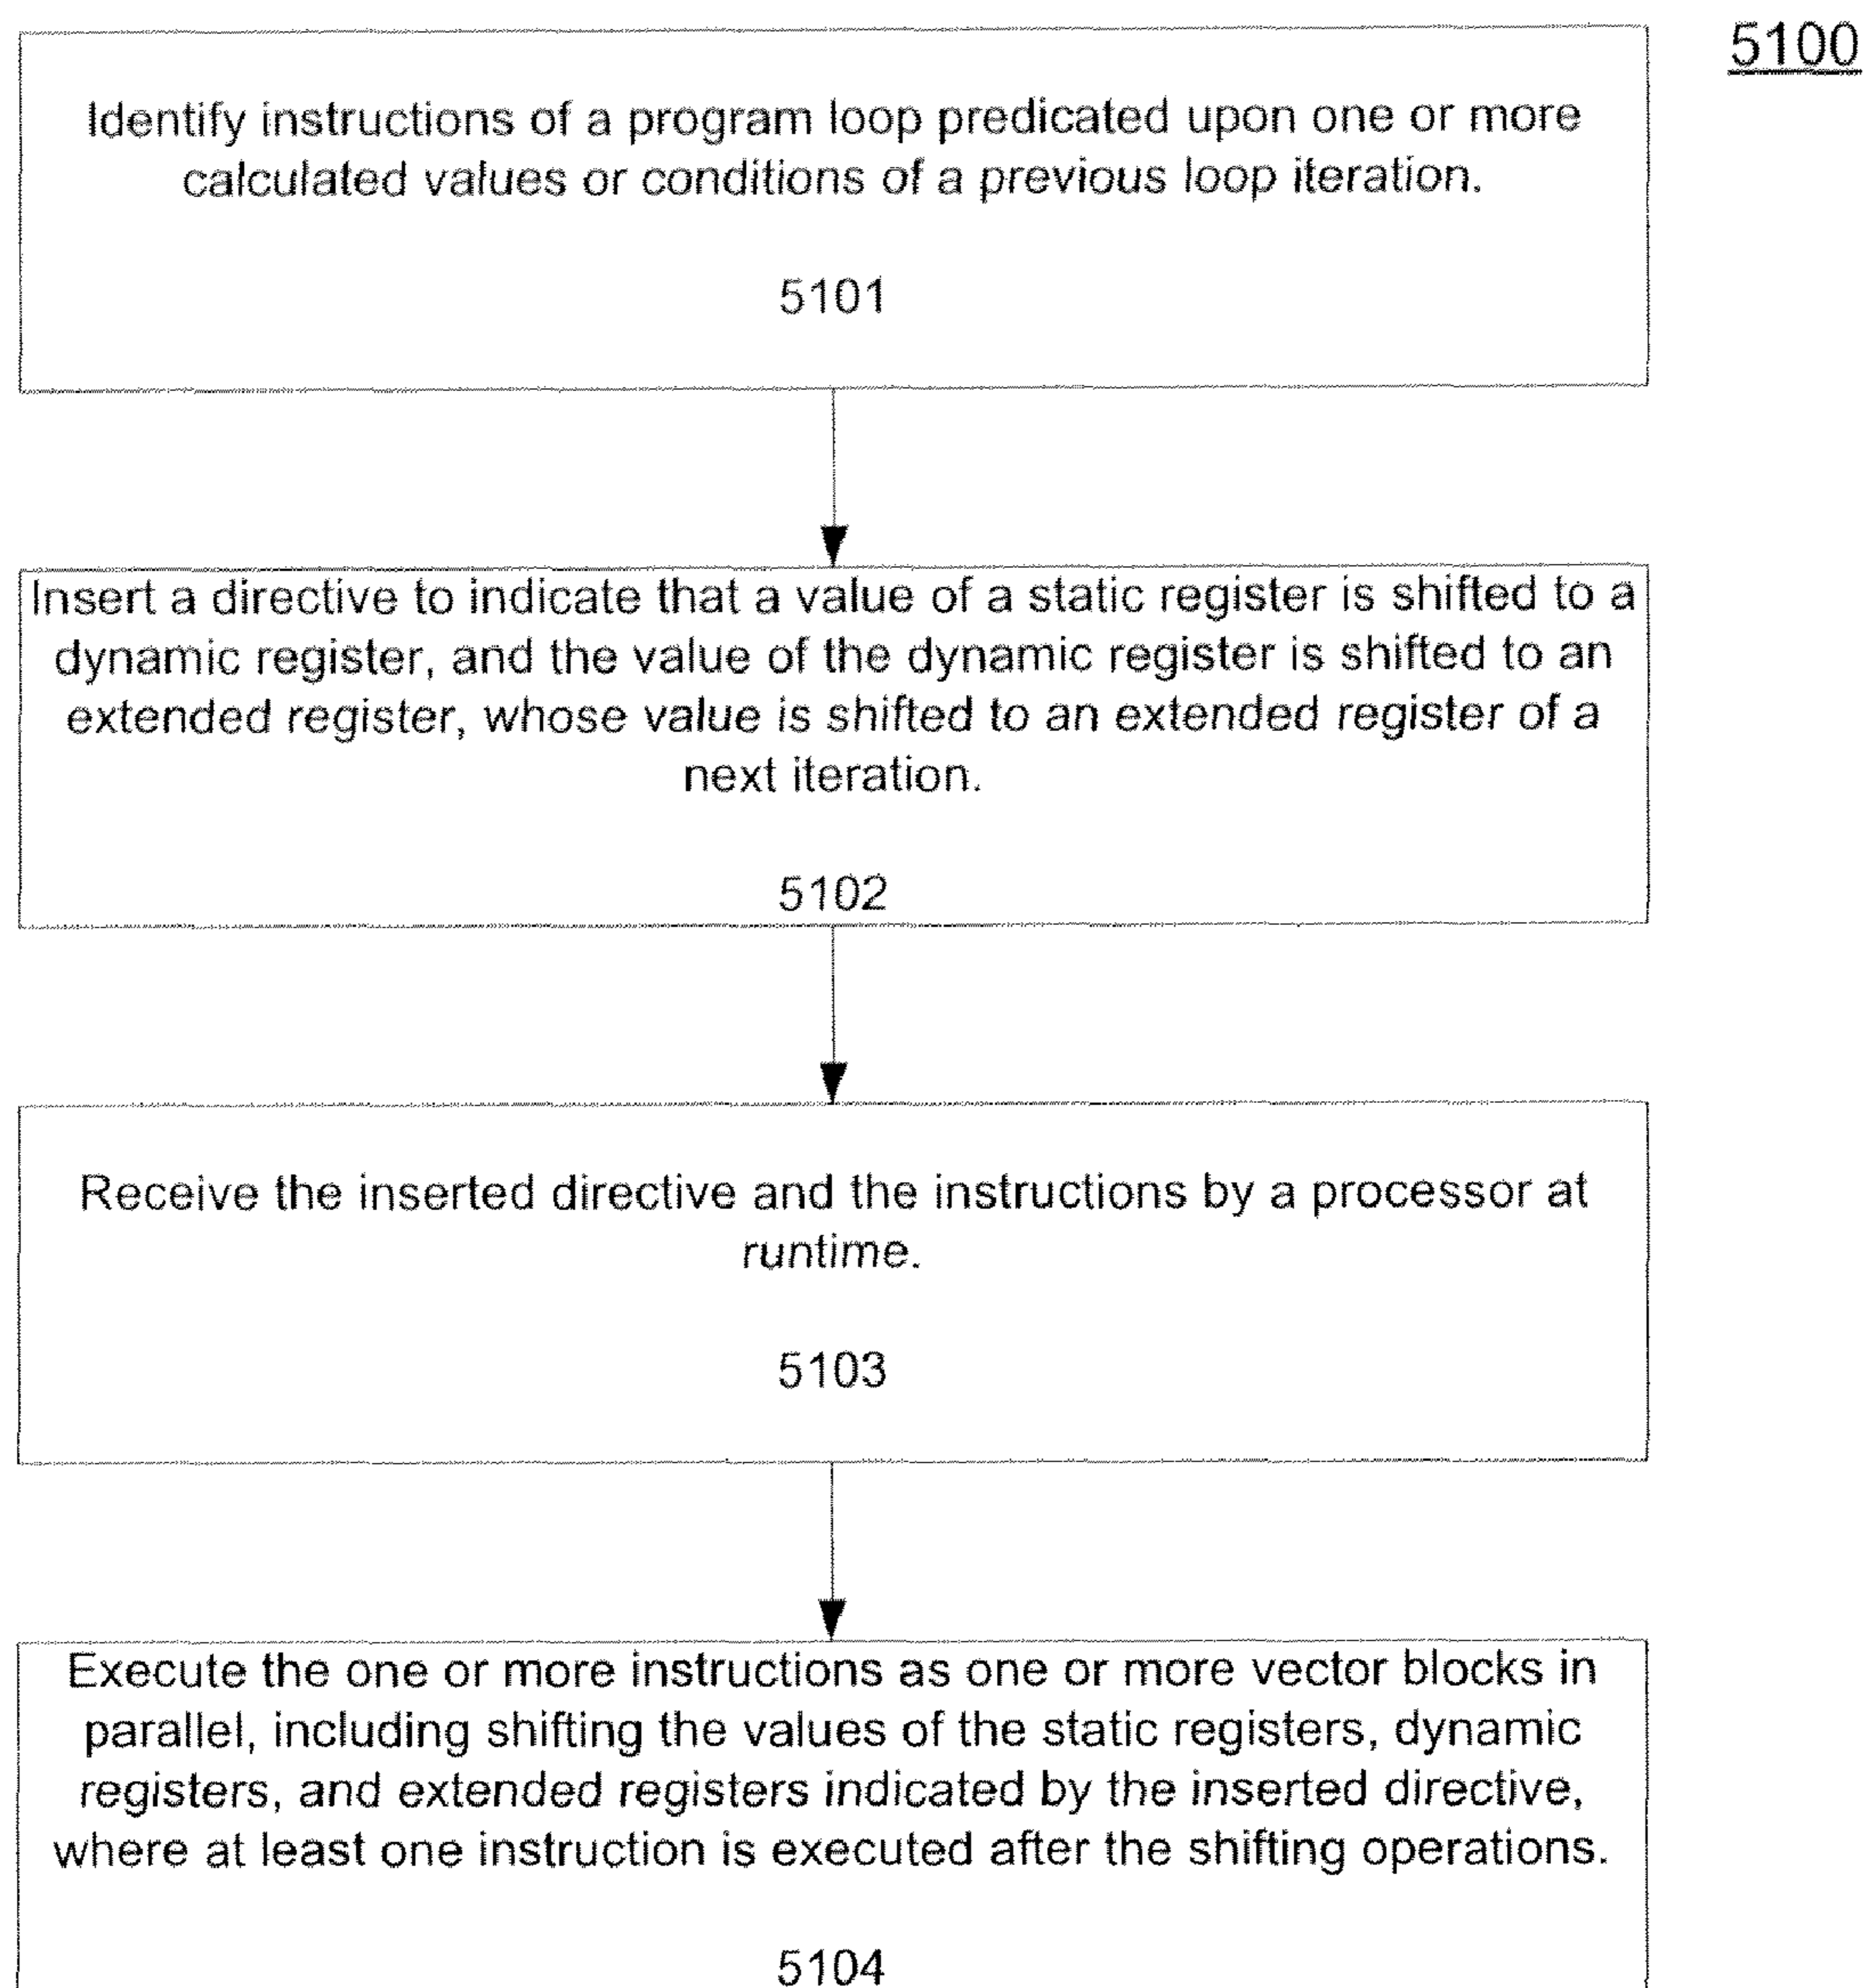 5100
Identify instructions of a program loop predicated upon one or more
calculated values or conditions of a previous loop iteration.
5101
Insert a directive to indicate that a value of a static register is shifted to a
dynamic register, and the value of the dynamic register is shifted to an
extended register, whose value is shifted to an extended register of a
next iteration.
5102
Receive the inserted directive and the instructions by a processor at
runtime.
5103
Execute the one or more instructions as one or more vector blocks in
parallel, including shifting the values of the static registers, dynamic
registers, and extended registers indicated by the inserted directive,
where at least one instruction is executed after the shifting operations.
5104